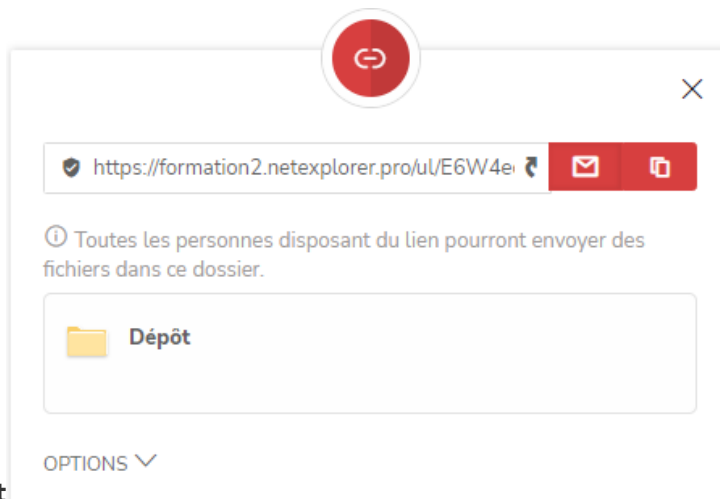 https://formation2.netexplorer.pro/ul/E6W4e
Toutes les personnes disposant du lien pourront envoyer des
fichiers dans ce dossier.
Dépôt
OPTIONS
t